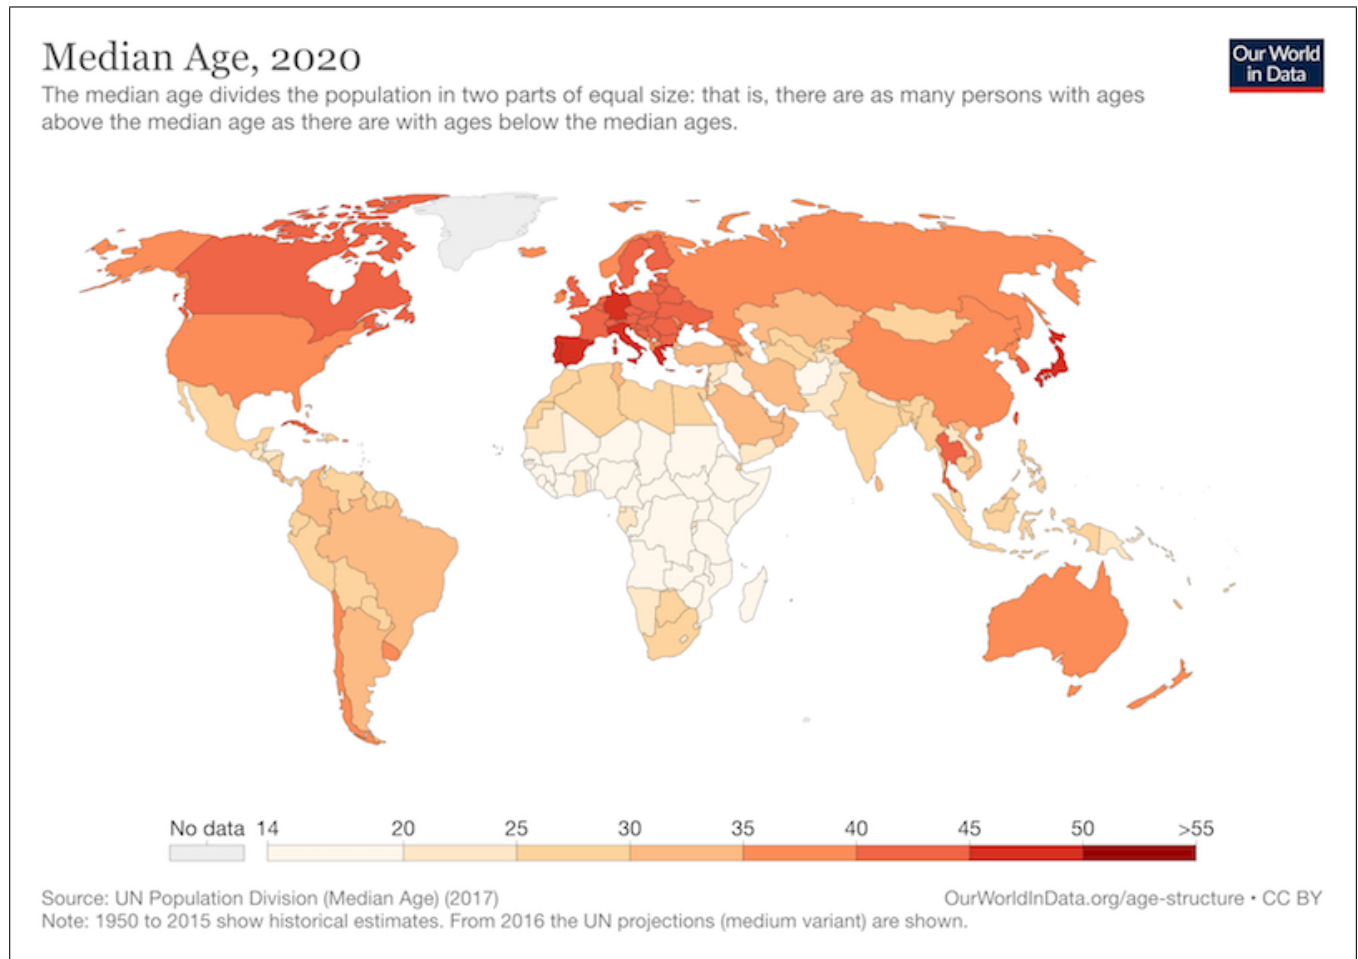 Median Age, 2020
Our World
in Data
The median age divides the population in two parts of equal size: that is, there are as many persons with ages
above the median age as there are with ages below the median ages.
No data 14 20 25 30 35 40 45 50 >55
Source: UN Population Division (Median Age) (2017)
OurWorldInData.org/age-structure • CC BY
Note: 1950 to 2015 show historical estimates. From 2016 the UN projections (medium variant) are shown.